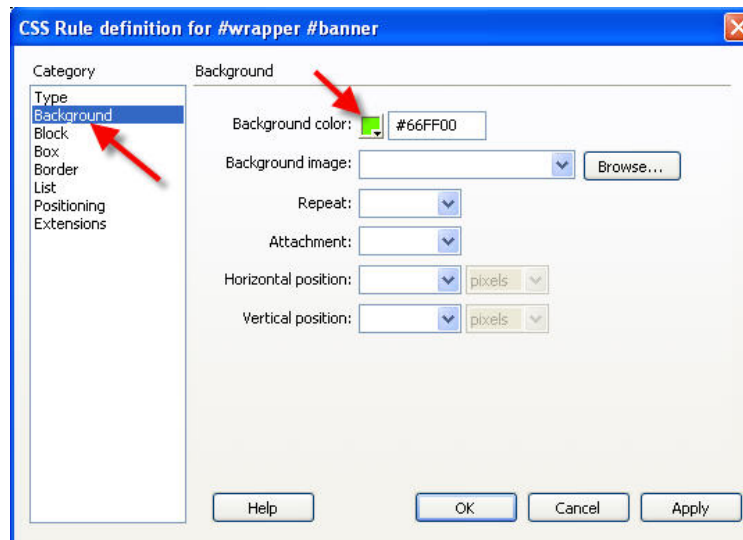 CSS Rule definition for #wrapper #banner
Category
Background
Type
Background
Block
Box
Border
List
Positioning
Extensions
Background color: #66FF00
Background image: Browse...
Repeat:
Attachment:
Horizontal position: pixels
Vertical position: pixels
Help OK Cancel Apply